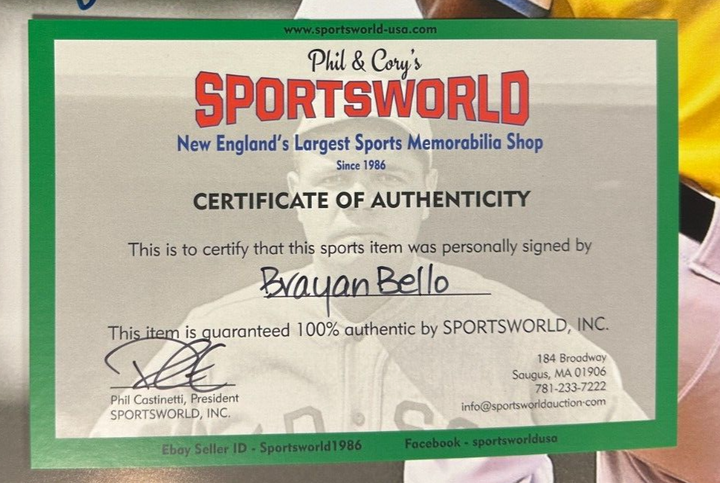 www.sportsworld-usa.com
Phil & Cory's
SPORTSWORLD
New England's Largest Sports Memorabilia Shop
Since 1986
CERTIFICATE OF AUTHENTICITY
This is to certify that this sports item was personally signed by
Brayan Bello
This item is guaranteed 100% authentic by SPORTSWORLD, INC.
Phil Castinetti, President
SPORTSWORLD, INC.
184 Broadway
Saugus, MA 01906
781-233-7222
info@sportsworldauction.com
Ebay Seller ID - Sportsworld1986
Facebook - sportsworldusa